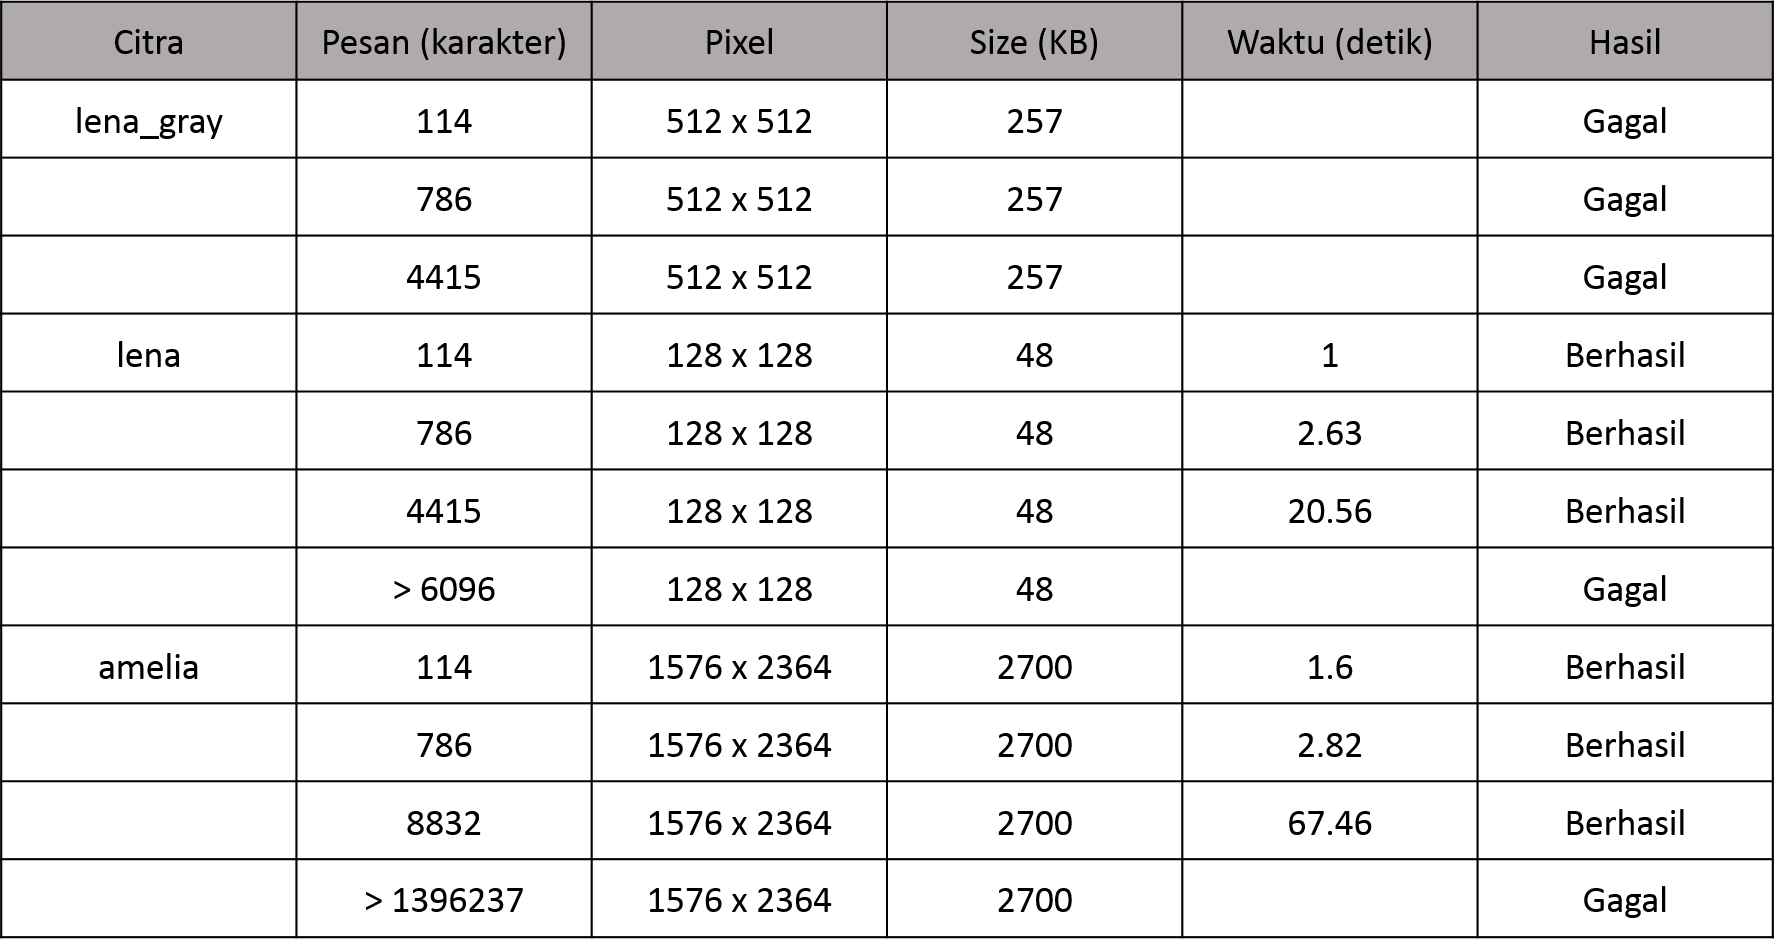 Citra Pesan (karakter) Pixel Size (KB) Waktu (detik) Hasil
lena_gray 114 512 x 512 257 Gagal
786 512 x 512 257 Gagal
4415 512 x 512 257 Gagal
lena 114 128 x 128 48 1 Berhasil
786 128 x 128 48 2.63 Berhasil
4415 128 x 128 48 20.56 Berhasil
> 6096 128 x 128 48 Gagal
amelia 114 1576 x 2364 2700 1.6 Berhasil
786 1576 x 2364 2700 2.82 Berhasil
8832 1576 x 2364 2700 67.46 Berhasil
> 1396237 1576 x 2364 2700 Gagal